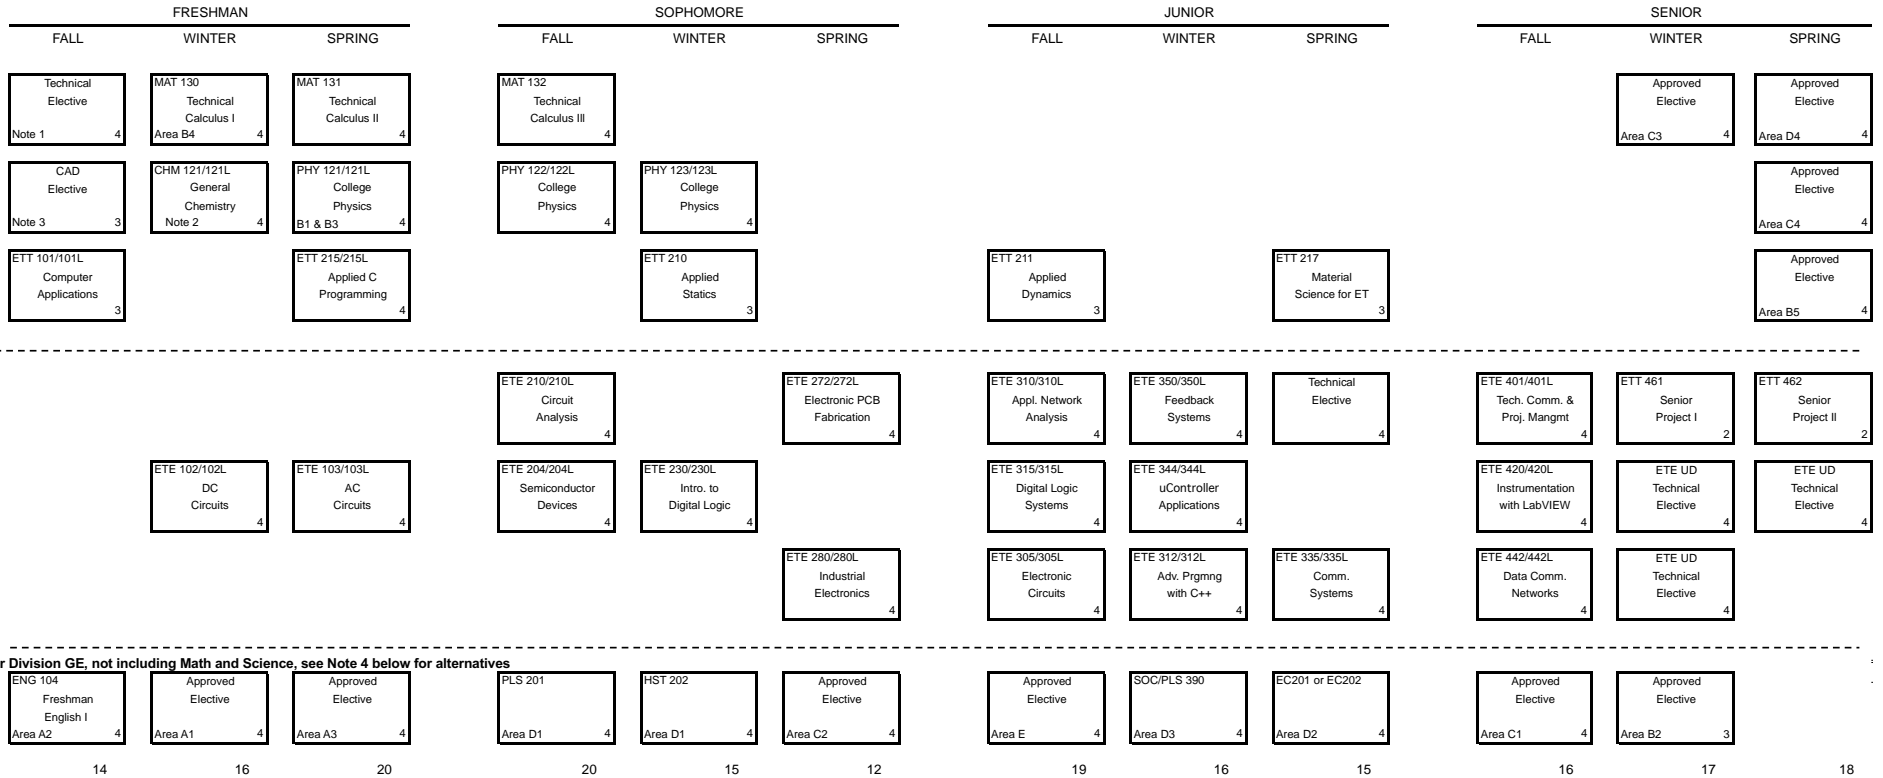 FRESHMAN SOPHOMORE JUNIOR SENIOR
FALL WINTER SPRING FALL WINTER SPRING FALL WINTER SPRING FALL WINTER SPRING
Technical
Elective
Note 1 4
MAT 130
Technical
Calculus I
Area B4 4
MAT 131
Technical
Calculus II
4
MAT 132
Technical
Calculus III
4
Approved
Elective
Area C3 4
Approved
Elective
Area D4 4
CAD
Elective
Note 3 3
CHM 121/121L
General
Chemistry
Note 2 4
PHY 121/121L
College
Physics
B1 & B3 4
PHY 122/122L
College
Physics
4
PHY 123/123L
College
Physics
4
Approved
Elective
Area C4 4
ETT 101/101L
Computer
Applications
3
ETT 215/215L
Applied C
Programming
4
ETT 210
Applied
Statics
3
ETT 211
Applied
Dynamics
3
ETT 217
Material
Science for ET
3
Approved
Elective
Area B5 4
ETE 210/210L
Circuit
Analysis
4
ETE 272/272L
Electronic PCB
Fabrication
4
ETE 310/310L
Appl. Network
Analysis
4
ETE 350/350L
Feedback
Systems
4
Technical
Elective
4
ETE 401/401L
Tech. Comm. &
Proj. Mangmt
4
ETT 461
Senior
Project I
2
ETT 462
Senior
Project II
2
ETE 102/102L
DC
Circuits
4
ETE 103/103L
AC
Circuits
4
ETE 204/204L
Semiconductor
Devices
4
ETE 230/230L
Intro. to
Digital Logic
4
ETE 315/315L
Digital Logic
Systems
4
ETE 344/344L
uController
Applications
4
ETE 420/420L
Instrumentation
with LabVIEW
4
ETE UD
Technical
Elective
4
ETE UD
Technical
Elective
4
ETE 280/280L
Industrial
Electronics
4
ETE 305/305L
Electronic
Circuits
4
ETE 312/312L
Adv. Prgmng
with C++
4
ETE 335/335L
Comm.
Systems
4
ETE 442/442L
Data Comm.
Networks
4
ETE UD
Technical
Elective
4
r Division GE, not including Math and Science, see Note 4 below for alternatives
ENG 104
Freshman
English I
Area A2 4
Approved
Elective
Area A1 4
Approved
Elective
Area A3 4
PLS 201
Area D1 4
HST 202
Area D1 4
Approved
Elective
Area C2 4
Approved
Elective
Area E 4
SOC/PLS 390
Area D3 4
EC201 or EC202
Area D2 4
Approved
Elective
Area C1 4
Approved
Elective
Area B2 3
14 16 20 20 15 12 19 16 15 16 17 18